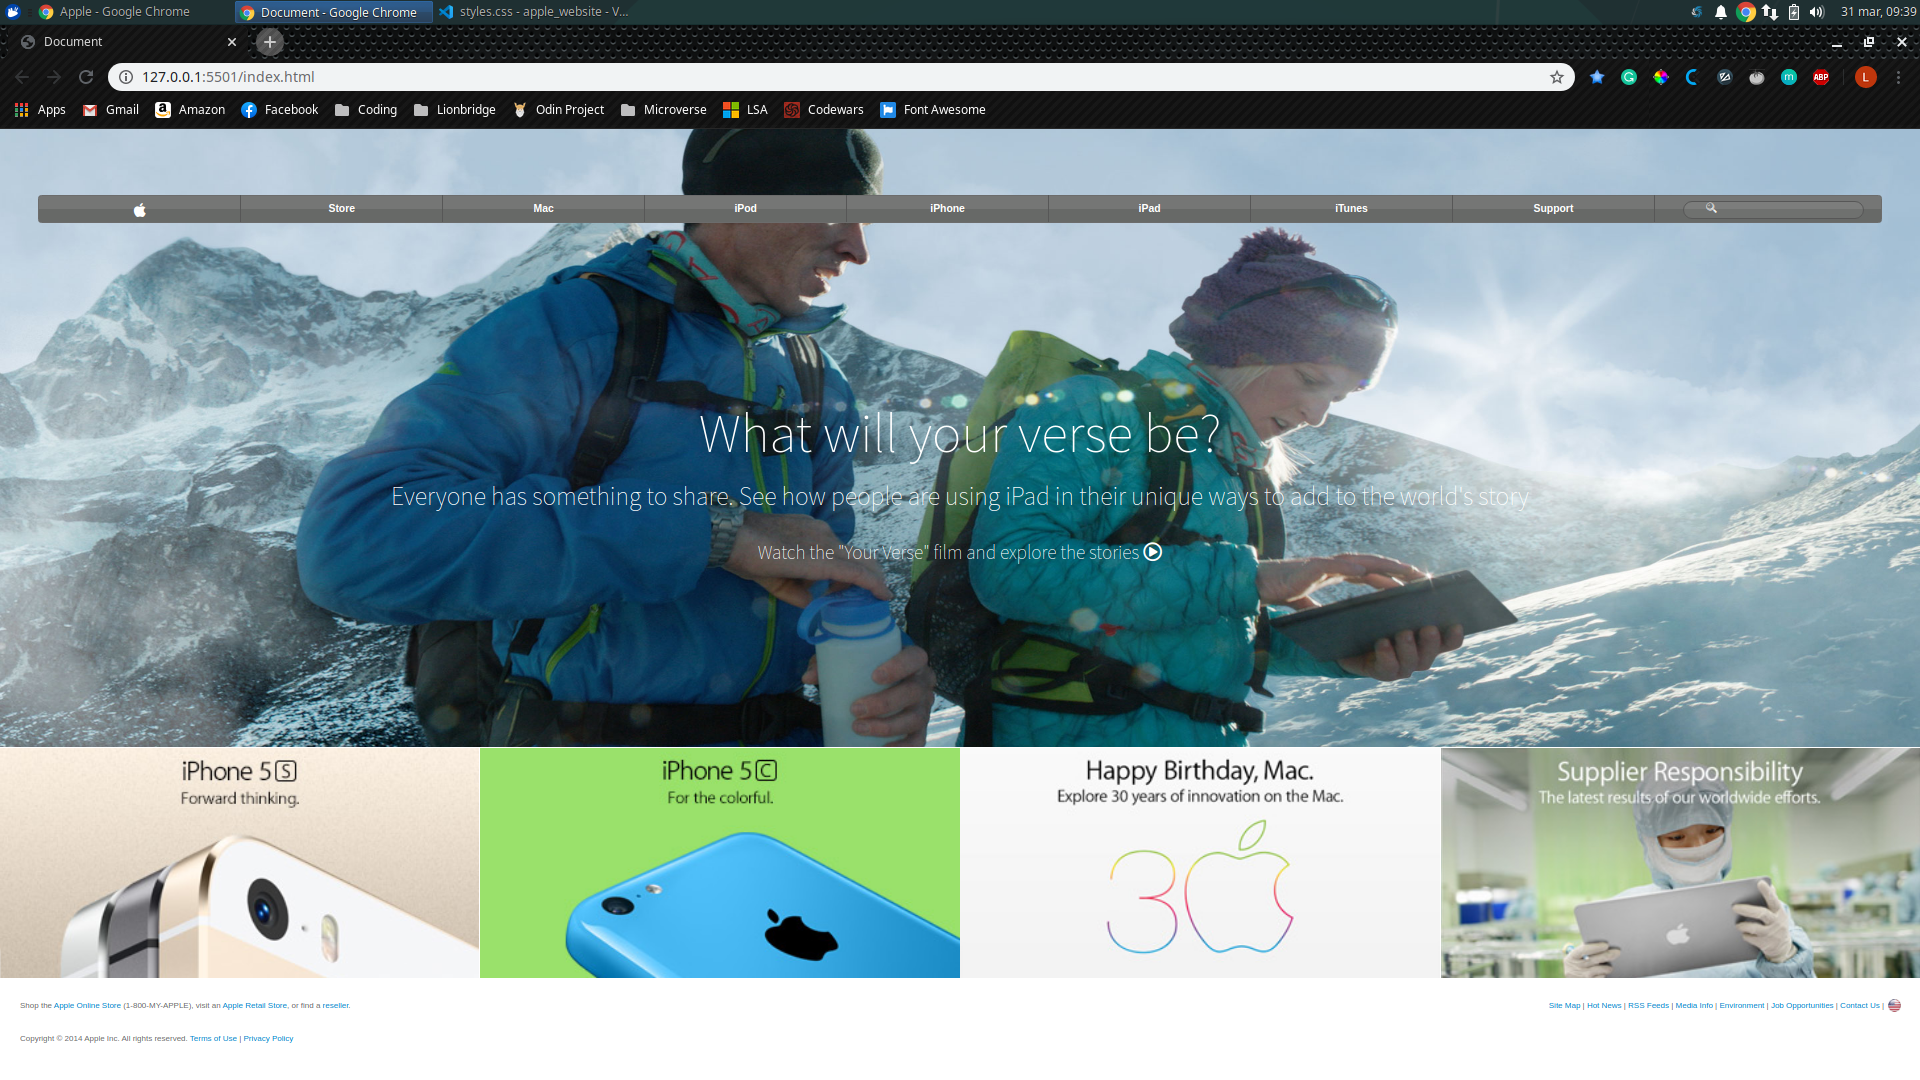 Apple - Google Chrome
Document - Google Chrome
styles.css - apple_website - V...
31 mar, 09:39
Document
127.0.0.1:5501/index.html
ABP
L
Apps
Gmail
Amazon
Facebook
Coding
Lionbridge
Odin Project
Microverse
LSA
Codewars
Font Awesome
Store
Mac
iPod
iPhone
iPad
iTunes
Support
What will your verse be?
Everyone has something to share. See how people are using iPad in their unique ways to add to the world's story
Watch the "Your Verse" film and explore the stories
iPhone 5S
Forward thinking.
iPhone 5C
For the colorful.
Happy Birthday, Mac.
Explore 30 years of innovation on the Mac.
30
Supplier Responsibility
The latest results of our worldwide efforts.
Shop the Apple Online Store (1-800-MY-APPLE), visit an Apple Retail Store, or find a reseller.
Site Map | Hot News | RSS Feeds | Media Info | Environment | Job Opportunities | Contact Us |
Copyright © 2014 Apple Inc. All rights reserved. Terms of Use | Privacy Policy